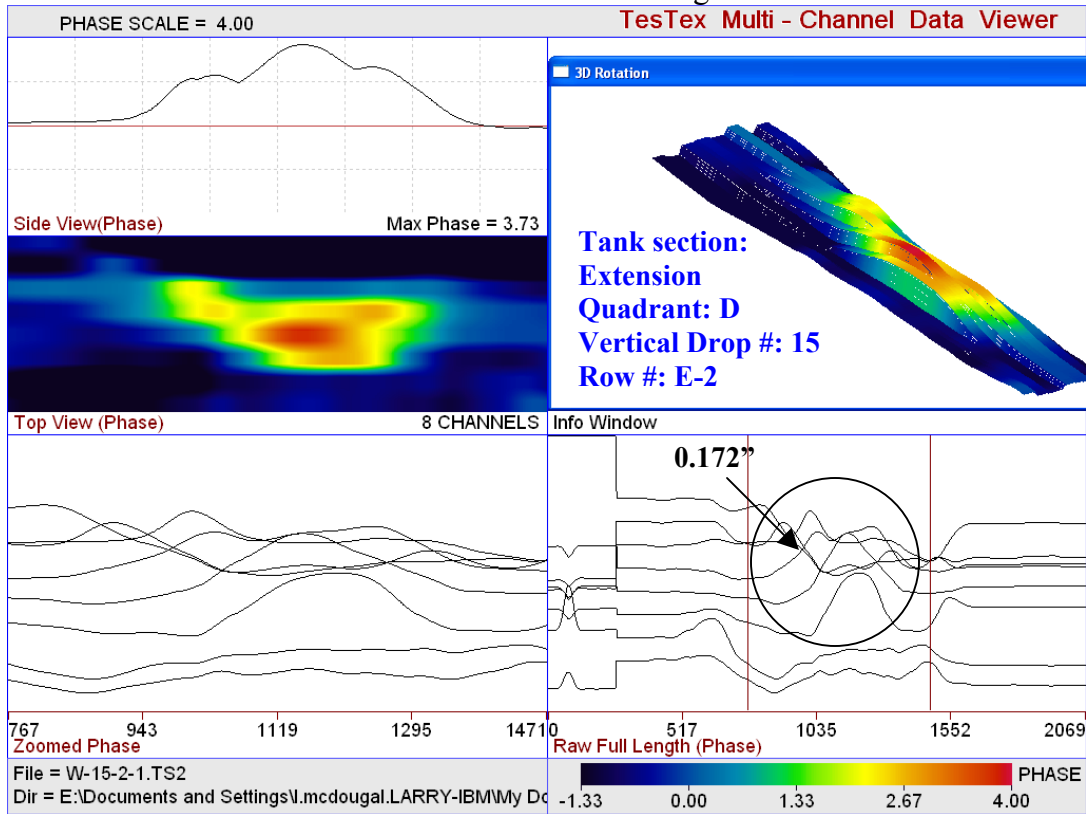 PHASE SCALE = 4.00
TesTex Multi - Channel Data Viewer
3D Rotation
Side View(Phase)
Max Phase = 3.73
Tank section:
Extension
Quadrant: D
Vertical Drop #: 15
Row #: E-2
Top View (Phase)
8 CHANNELS
Info Window
0.172”
767 943 1119 1295 1471
Zoomed Phase
0 517 1035 1552 2069
Raw Full Length (Phase)
File = W-15-2-1.TS2
Dir = E:\Documents and Settings\l.mcdougal.LARRY-IBM\My Do
PHASE
-1.33 0.00 1.33 2.67 4.00